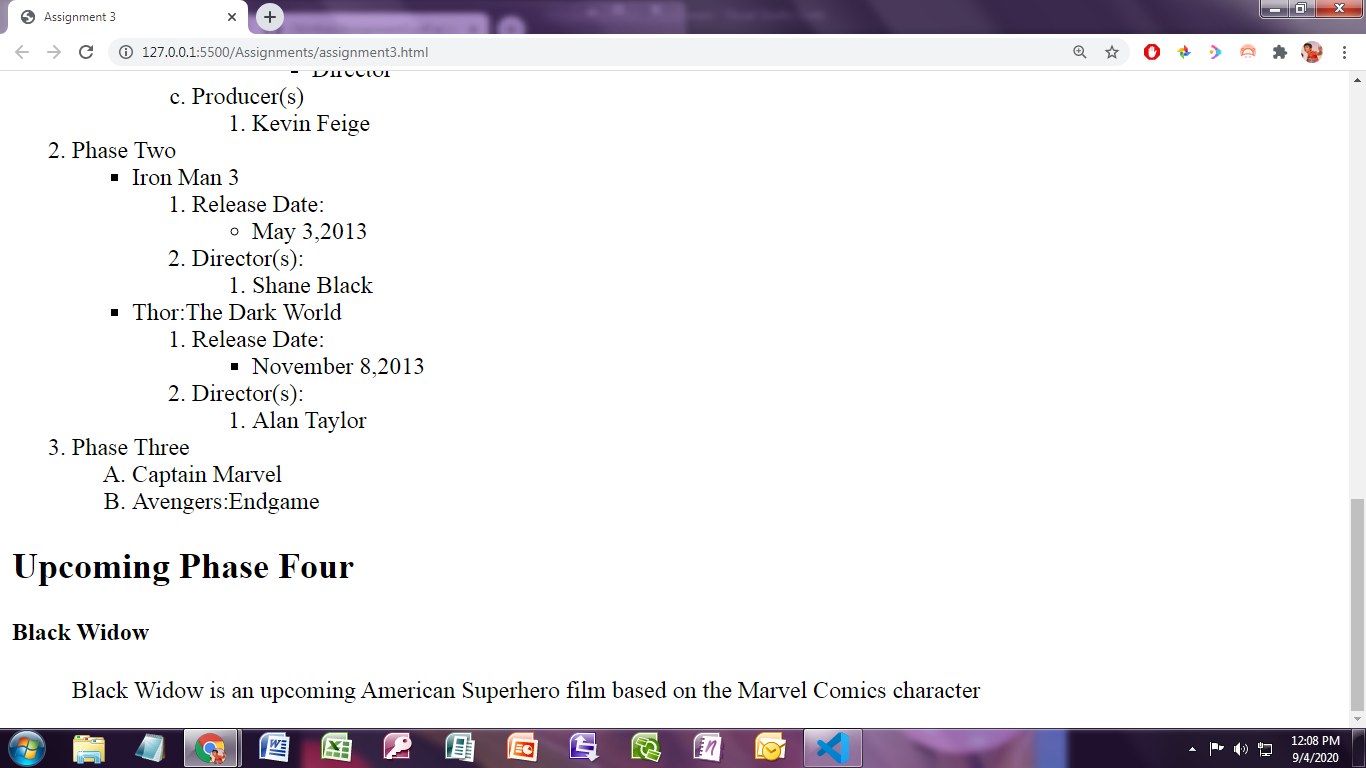 Assignment 3
127.0.0.1:5500/Assignments/assignment3.html
Director
c. Producer(s)
1. Kevin Feige
2. Phase Two
Iron Man 3
1. Release Date:
May 3,2013
2. Director(s):
1. Shane Black
Thor:The Dark World
1. Release Date:
November 8,2013
2. Director(s):
1. Alan Taylor
3. Phase Three
A. Captain Marvel
B. Avengers:Endgame
Upcoming Phase Four
Black Widow
Black Widow is an upcoming American Superhero film based on the Marvel Comics character
12:08 PM
9/4/2020